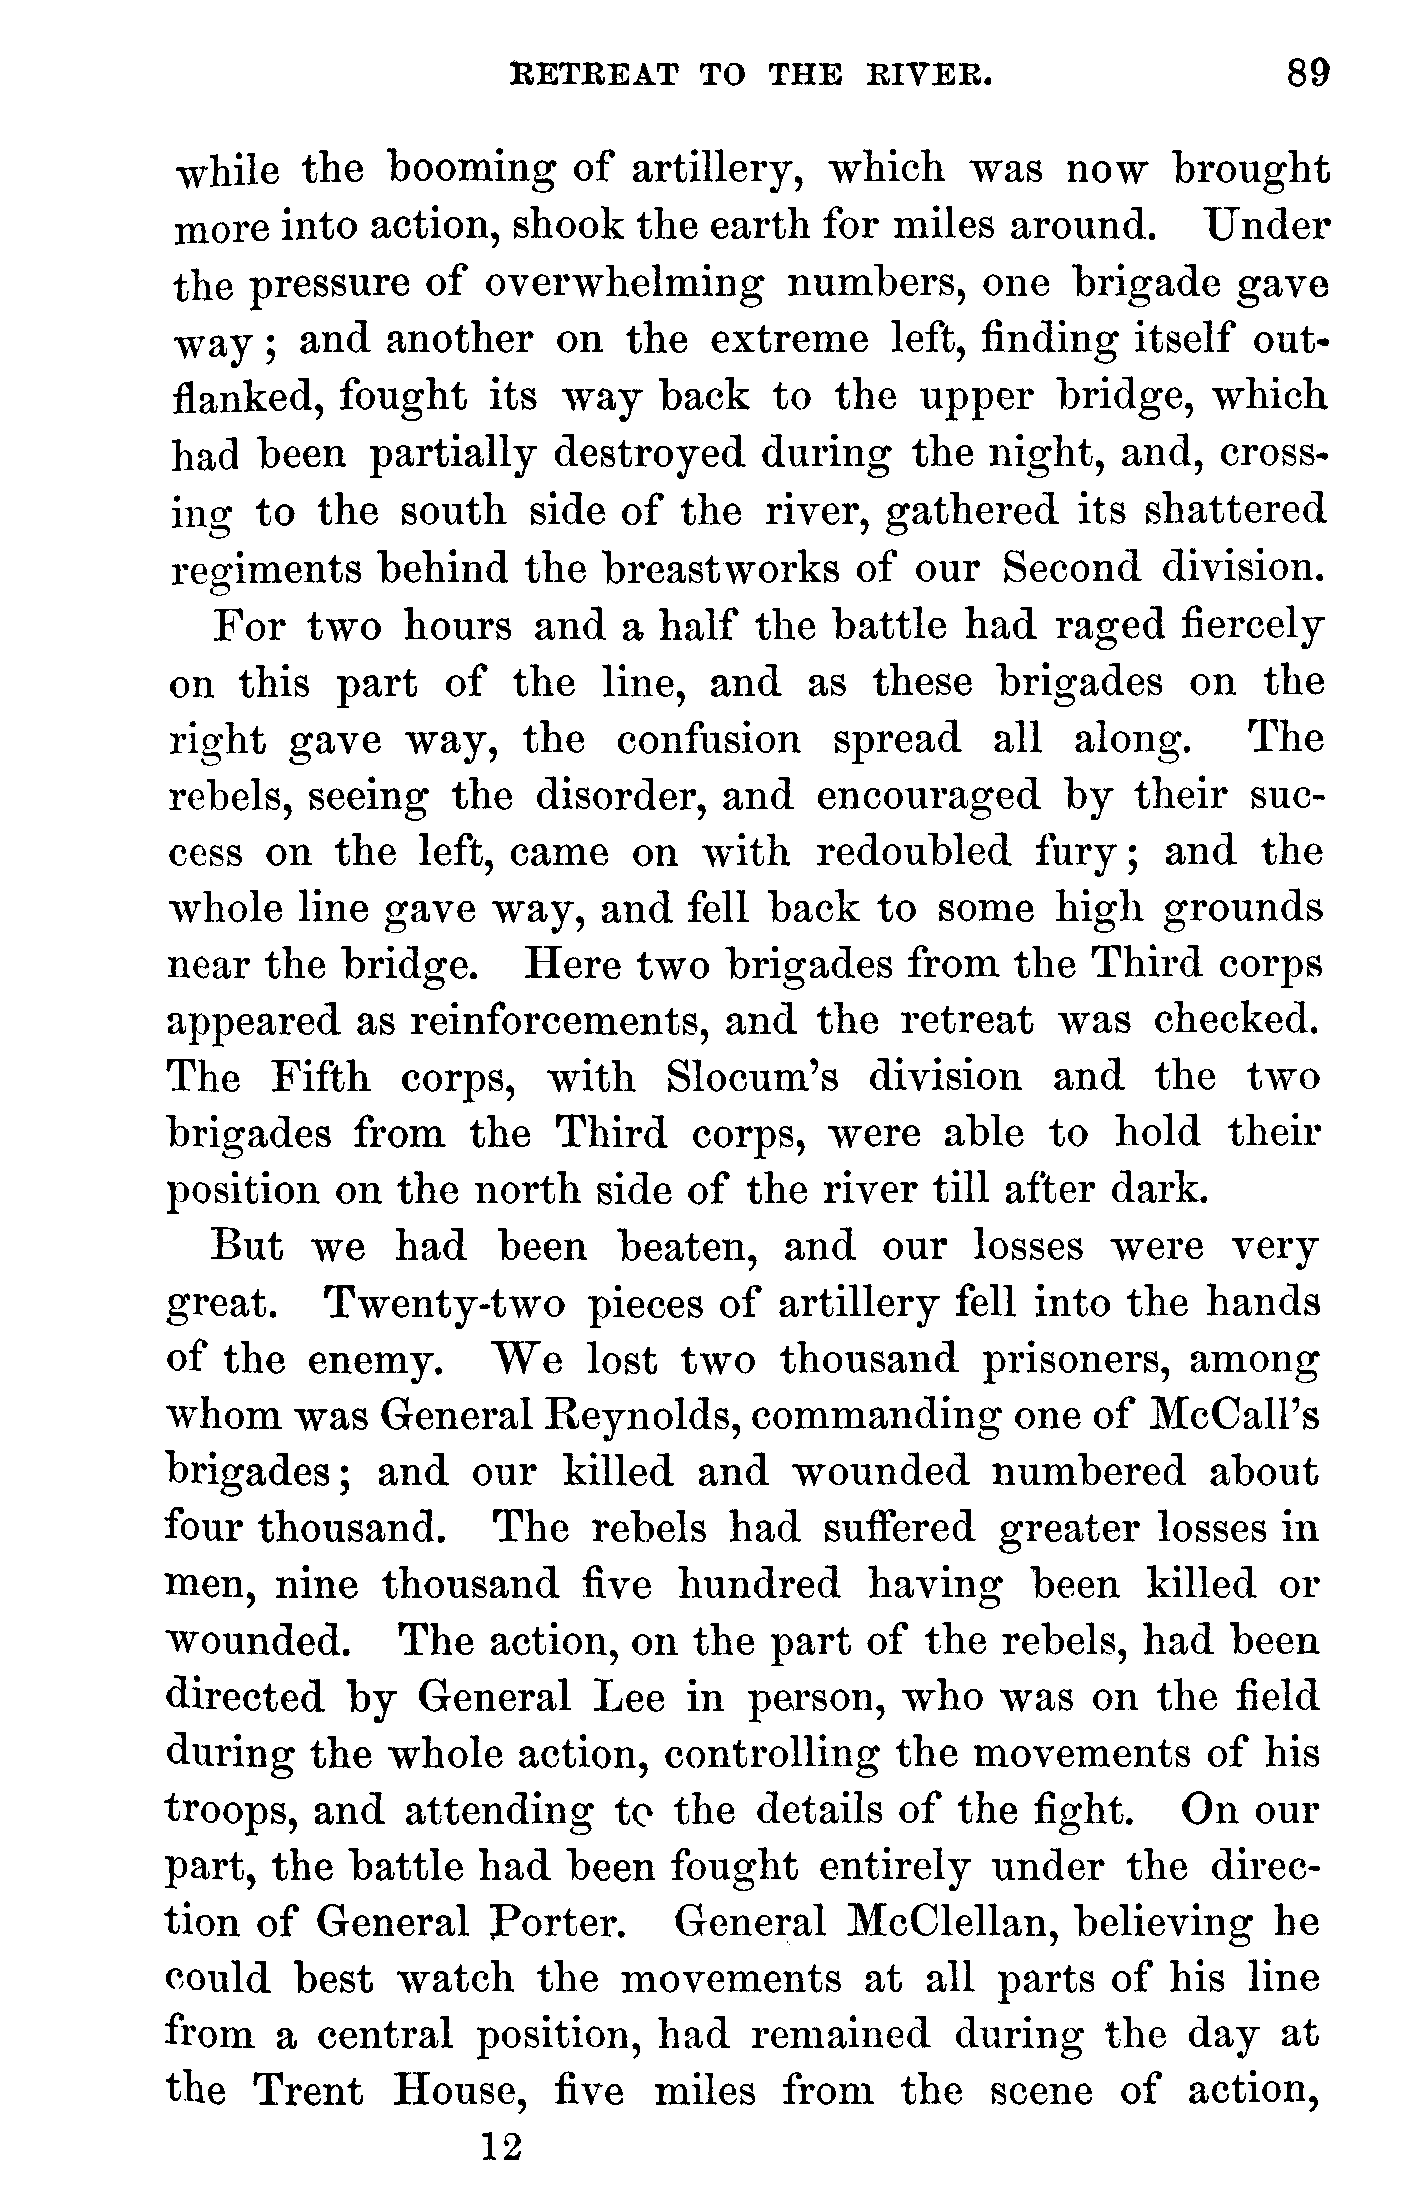 RETREAT TO THE RIVER. 89
while the booming of artillery, which was now brought
more into action, shook the earth for miles around. Under
the pressure of overwhelming numbers, one brigade gave
way ; and another on the extreme left, finding itself out-
flanked, fought its way back to the upper bridge, which
had been partially destroyed during the night, and, cross-
ing to the south side of the river, gathered its shattered
regiments behind the breastworks of our Second division.
For two hours and a half the battle had raged fiercely
on this part of the line, and as these brigades on the
right gave way, the confusion spread all along. The
rebels, seeing the disorder, and encouraged by their suc-
cess on the left, came on with redoubled fury ; and the
whole line gave way, and fell back to some high grounds
near the bridge. Here two brigades from the Third corps
appeared as reinforcements, and the retreat was checked.
The Fifth corps, with Slocum's division and the two
brigades from the Third corps, were able to hold their
position on the north side of the river till after dark.
But we had been beaten, and our losses were very
great. Twenty-two pieces of artillery fell into the hands
of the enemy. We lost two thousand prisoners, among
whom was General Reynolds, commanding one of McCall's
brigades ; and our killed and wounded numbered about
four thousand. The rebels had suffered greater losses in
men, nine thousand five hundred having been killed or
wounded. The action, on the part of the rebels, had been
directed by General Lee in person, who was on the field
during the whole action, controlling the movements of his
troops, and attending to the details of the fight. On our
part, the battle had been fought entirely under the direc-
tion of General Porter. General McClellan, believing he
could best watch the movements at all parts of his line
from a central position, had remained during the day at
the Trent House, five miles from the scene of action,
12